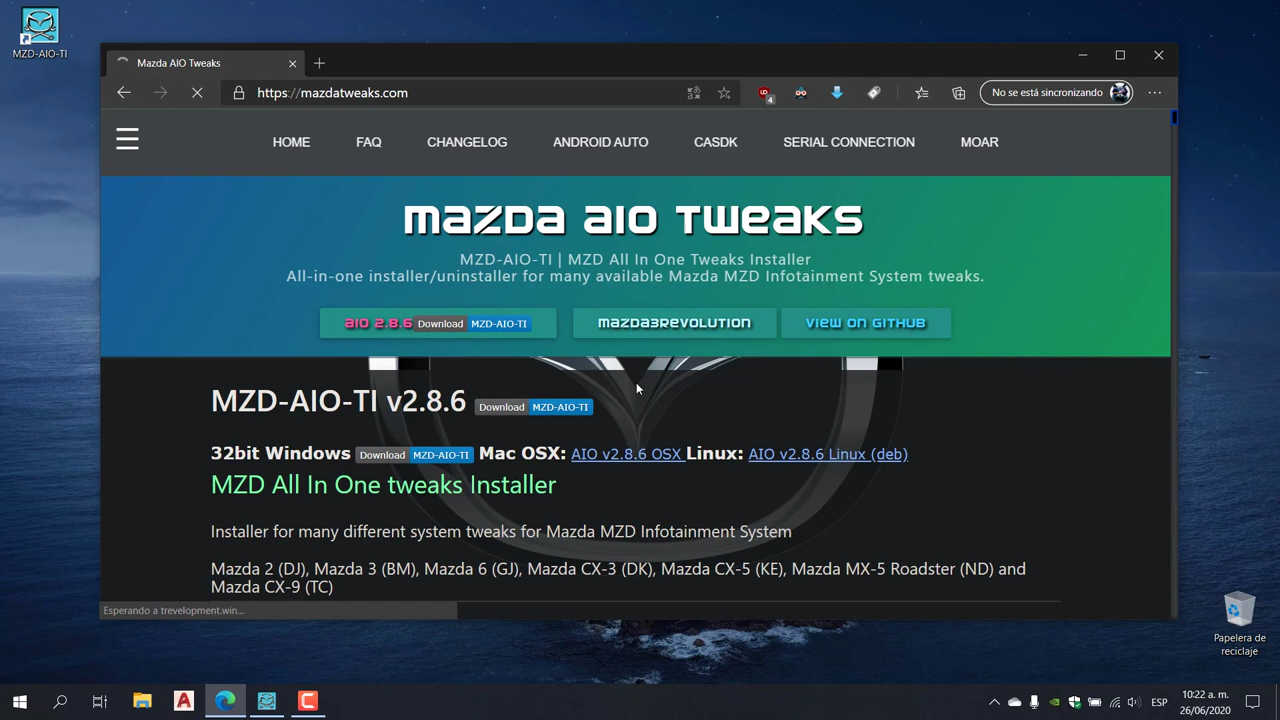 MZD-AIO-TI
Mazda AIO Tweaks
https://mazdatweaks.com
4
No se está sincronizando
HOME FAQ CHANGELOG ANDROID AUTO CASDK SERIAL CONNECTION MOAR
MAZDA AIO TWEAKS
MZD-AIO-TI | MZD All In One Tweaks Installer
All-in-one installer/uninstaller for many available Mazda MZD Infotainment System tweaks.
AIO 2.8.6 Download MZD-AIO-TI MAZDA3REVOLUTION VIEW ON GITHUB
MZD-AIO-TI v2.8.6 Download MZD-AIO-TI
32bit Windows Download MZD-AIO-TI Mac OSX: AIO v2.8.6 OSX Linux: AIO v2.8.6 Linux (deb)
MZD All In One tweaks Installer
Installer for many different system tweaks for Mazda MZD Infotainment System
Mazda 2 (DJ), Mazda 3 (BM), Mazda 6 (GJ), Mazda CX-3 (DK), Mazda CX-5 (KE), Mazda MX-5 Roadster (ND) and
Mazda CX-9 (TC)
Esperando a trevelopment.win...
Papelera de
reciclaje
ESP
10:22 a. m.
26/06/2020